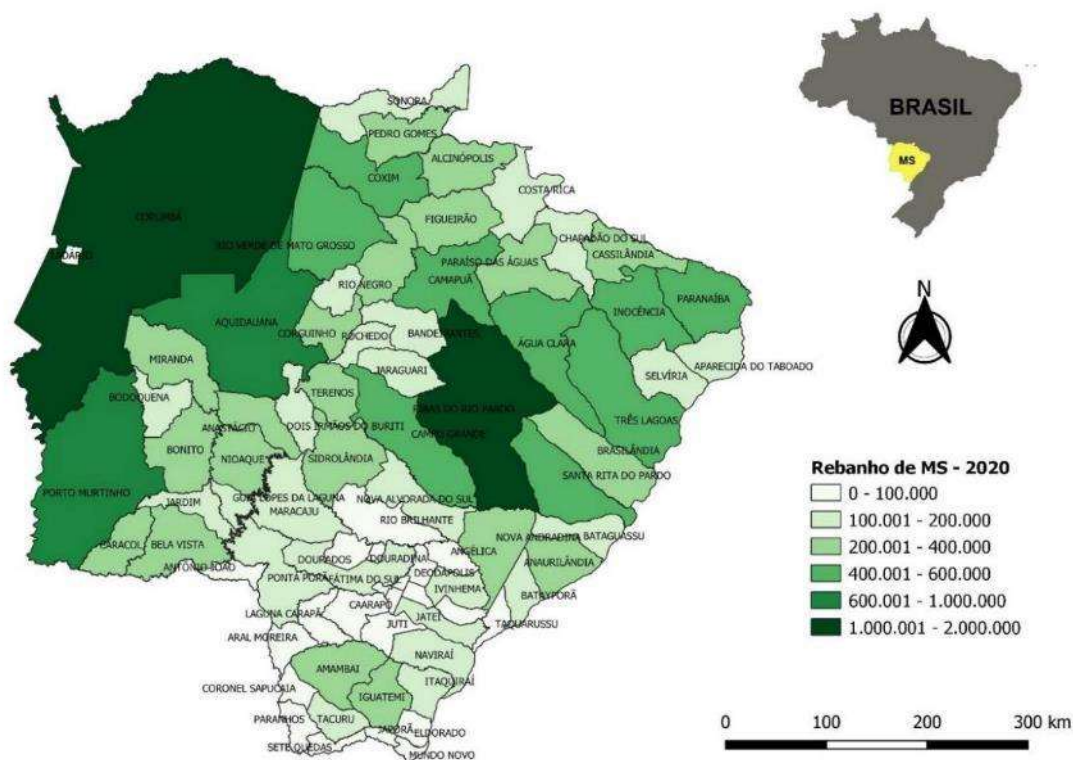 SONORA
PEDRO GOMES
ALCINÓPOLIS
COXIM
COSTA RICA
FIGUEIRÃO
CORUMBÁ
CHAPADÃO DO SUL
RIO VERDE DE MATO GROSSO
CASSILÂNDIA
LADÁRIO
PARAÍSO DAS ÁGUAS
CAMAPUÃ
RIO NEGRO
PARANAÍBA
INOCÊNCIA
AQUIDAUANA
CORGUINHO
ROCHEDO
BANDEIRANTES
ÁGUA CLARA
MIRANDA
APARECIDA DO TABOADO
JARAGUARI
SELVÍRIA
BODOQUENA
TERENOS
RIBAS DO RIO PARDO
TRÊS LAGOAS
ANASTÁCIO
DOIS IRMÃOS DO BURITI
CAMPO GRANDE
BONITO
BRASILÂNDIA
NIOAQUE
SIDROLÂNDIA
SANTA RITA DO PARDO
PORTO MURTINHO
JARDIM
GUIA LOPES DA LAGUNA
NOVA ALVORADA DO SUL
MARACAJU
RIO BRILHANTE
NOVA ANDRADINA
BATAGUASSU
CARACOL
BELA VISTA
ANGÉLICA
ANTÔNIO JOÃO
DOURADOS
DOURADINA
ANAURILÂNDIA
DEODÁPOLIS
PONTA PORÃ
FÁTIMA DO SUL
IVINHEMA
BATAYPORÃ
CAARAPÓ
LAGUNA CARAPÃ
JATEÍ
JUTI
TAQUARUSSU
ARAL MOREIRA
NAVIRAÍ
AMAMBAI
ITAQUIRAÍ
CORONEL SAPUCAIA
IGUATEMI
PARANHOS
TACURU
JAPORÃ
ELDORADO
SETE QUEDAS
MUNDO NOVO
BRASIL
MS
N
Rebanho de MS - 2020
0 - 100.000
100.001 - 200.000
200.001 - 400.000
400.001 - 600.000
600.001 - 1.000.000
1.000.001 - 2.000.000
0 100 200 300 km